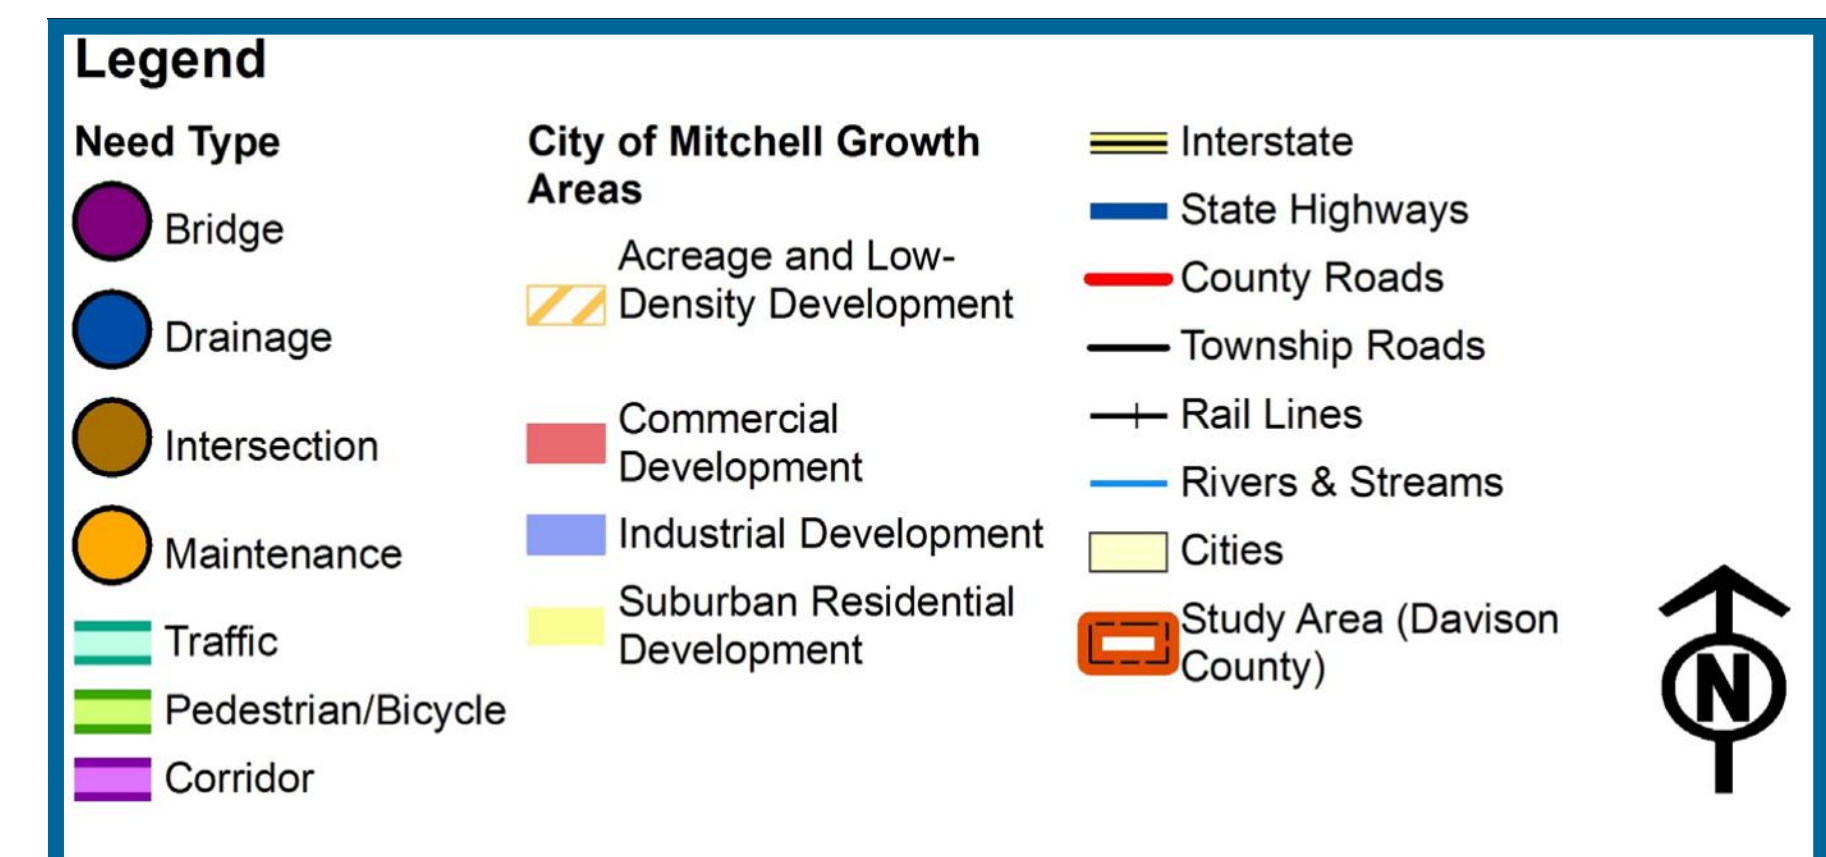 Legend
Need Type
Bridge
Drainage
Intersection
Maintenance
Traffic
Pedestrian/Bicycle
Corridor
City of Mitchell Growth
Areas
Acreage and Low-
Density Development
Commercial
Development
Industrial Development
Suburban Residential
Development
Interstate
State Highways
County Roads
Township Roads
Rail Lines
Rivers & Streams
Cities
Study Area (Davison
County)
N